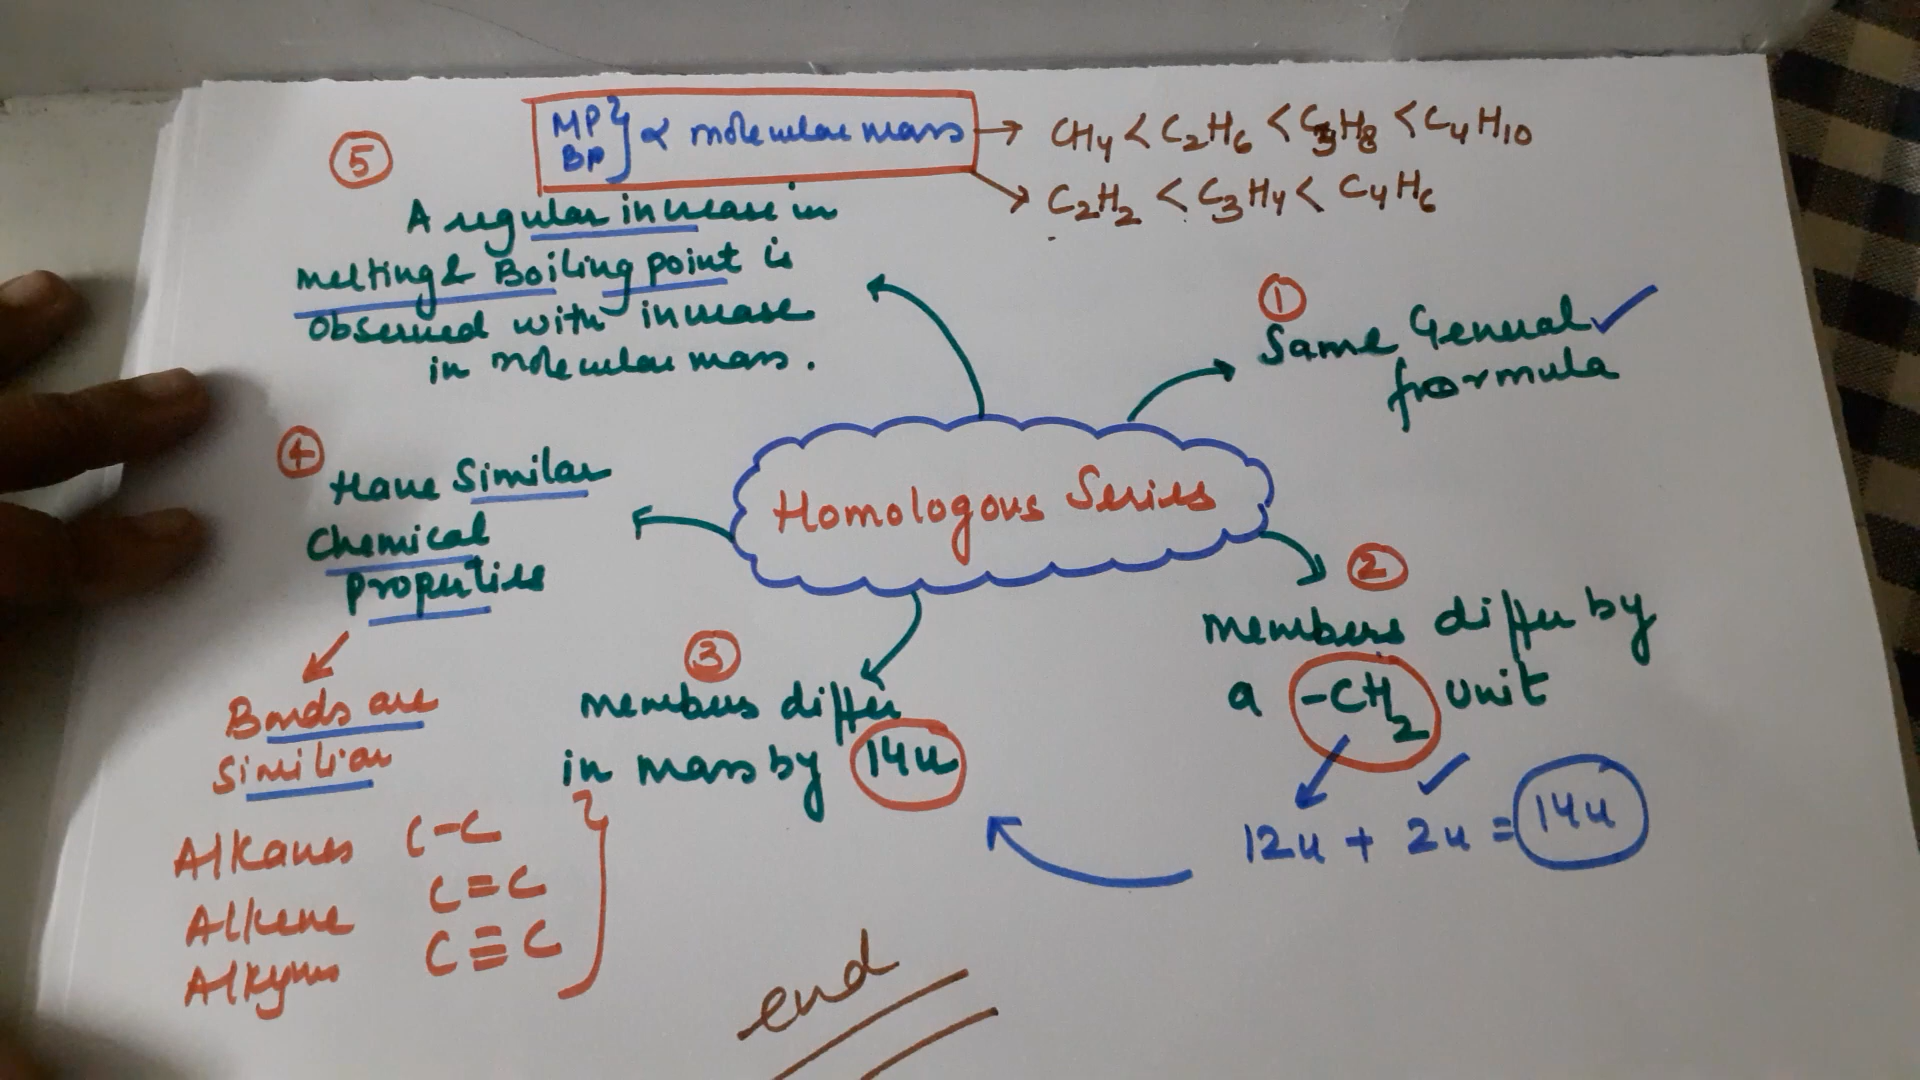 Homologous Series
①
Same General ✓
formula
②
members differ by
a -CH₂ unit
12u + 2u = 14u
③
members differ
in mass by 14u
④
Have Similar
Chemical
properties
Bonds are
Similiar
Alkanes C-C
Alkene C=C
Alkynes C≡C
⑤
MP
BP } ∝ molecular mass → CH4 < C2H6 < C3H8 < C4H10
→ C2H2 < C3H4 < C4H6
A regular increase in
melting & Boiling point is
Observed with increase
in molecular mass.
end